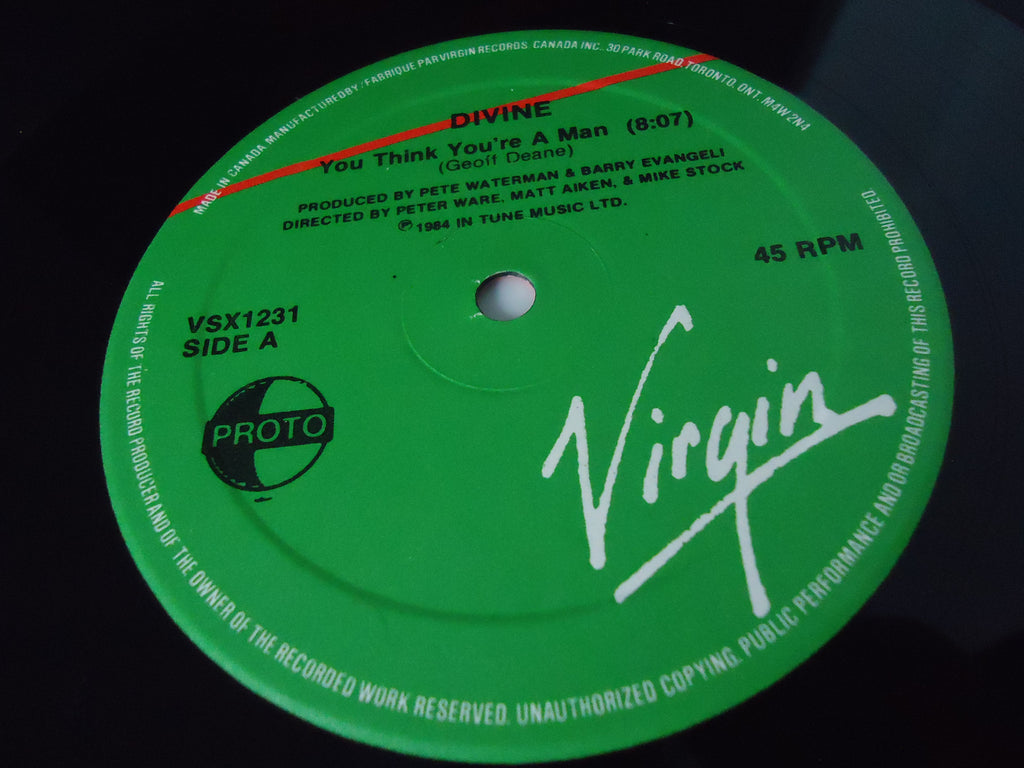 MADE IN CANADA MANUFACTURED BY / FABRIQUE PAR VIRGIN RECORDS CANADA INC. 30 PARK ROAD, TORONTO, ONT. M4W 2N4
DIVINE
You Think You're A Man (8:07)
(Geoff Deane)
PRODUCED BY PETE WATERMAN & BARRY EVANGELI
DIRECTED BY PETER WARE, MATT AIKEN, & MIKE STOCK
℗ 1984 IN TUNE MUSIC LTD.
45 RPM
VSX1231
SIDE A
PROTO
Virgin
ALL RIGHTS OF THE RECORD PRODUCER AND OF THE OWNER OF THE RECORDED WORK RESERVED. UNAUTHORIZED COPYING, PUBLIC PERFORMANCE AND OR BROADCASTING OF THIS RECORD PROHIBITED.